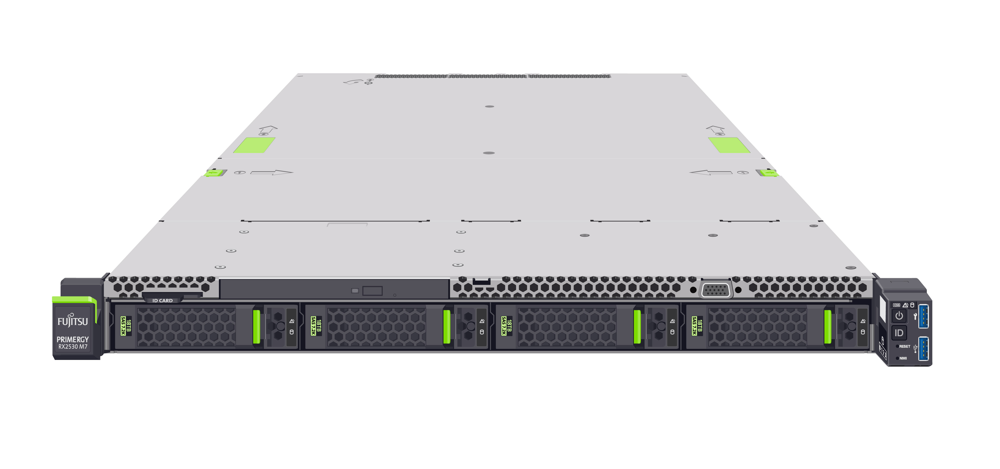 ID CARD
FUJITSU
PRIMERGY
RX2530 M7
18TB
SAS 7.2K
18TB
SAS 7.2K
18TB
SAS 7.2K
18TB
SAS 7.2K
CSS
ID
RESET
NMI